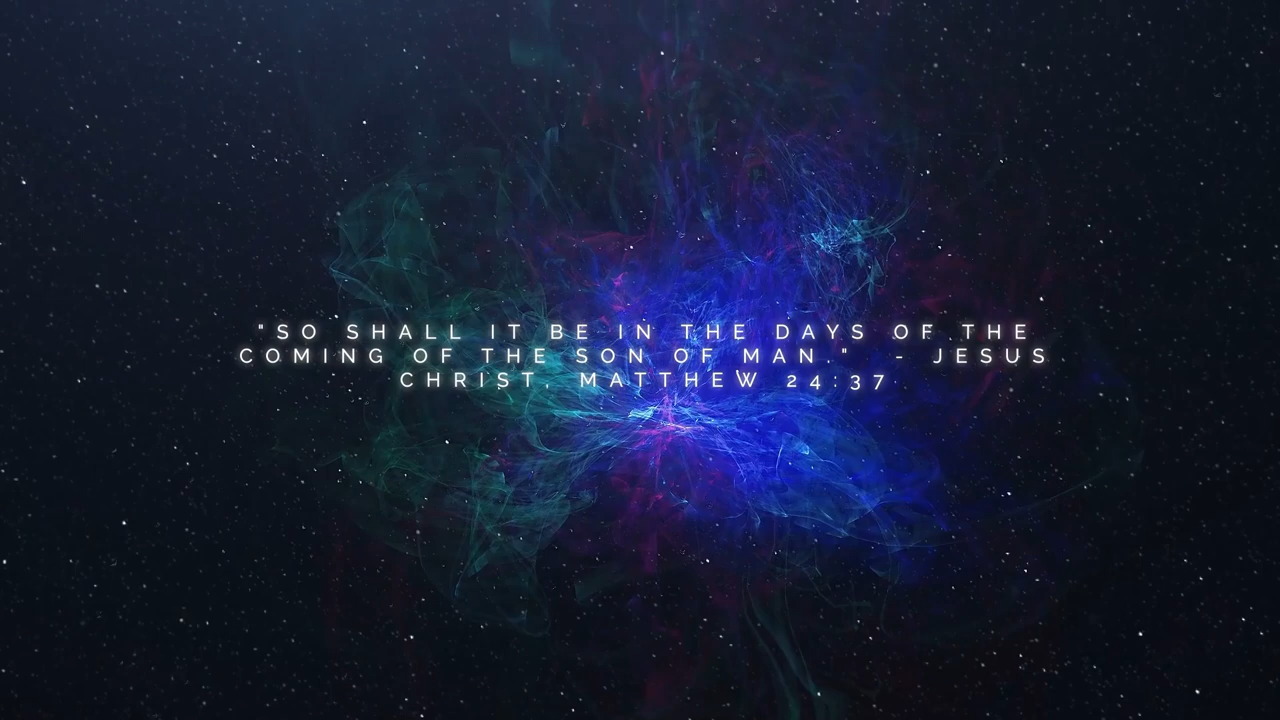 "SO SHALL IT BE IN THE DAYS OF THE
COMING OF THE SON OF MAN."  - JESUS
CHRIST, MATTHEW 24:37